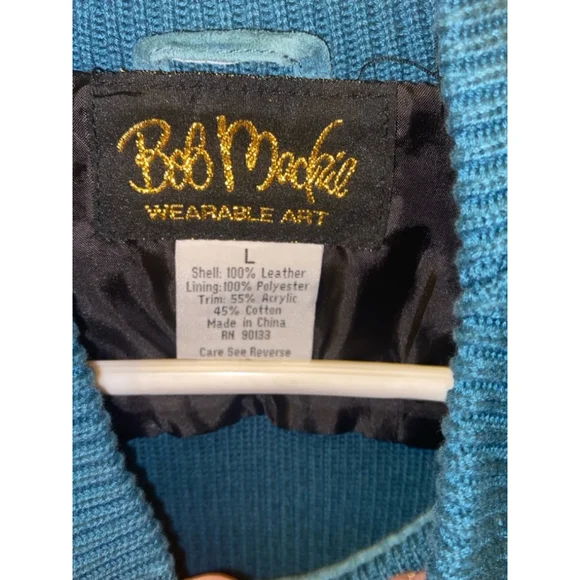 Bob Mackie
WEARABLE ART
L
Shell: 100% Leather
Lining:100% Polyester
Trim: 55% Acrylic
45% Cotton
Made in China
RN 90133
Care See Reverse